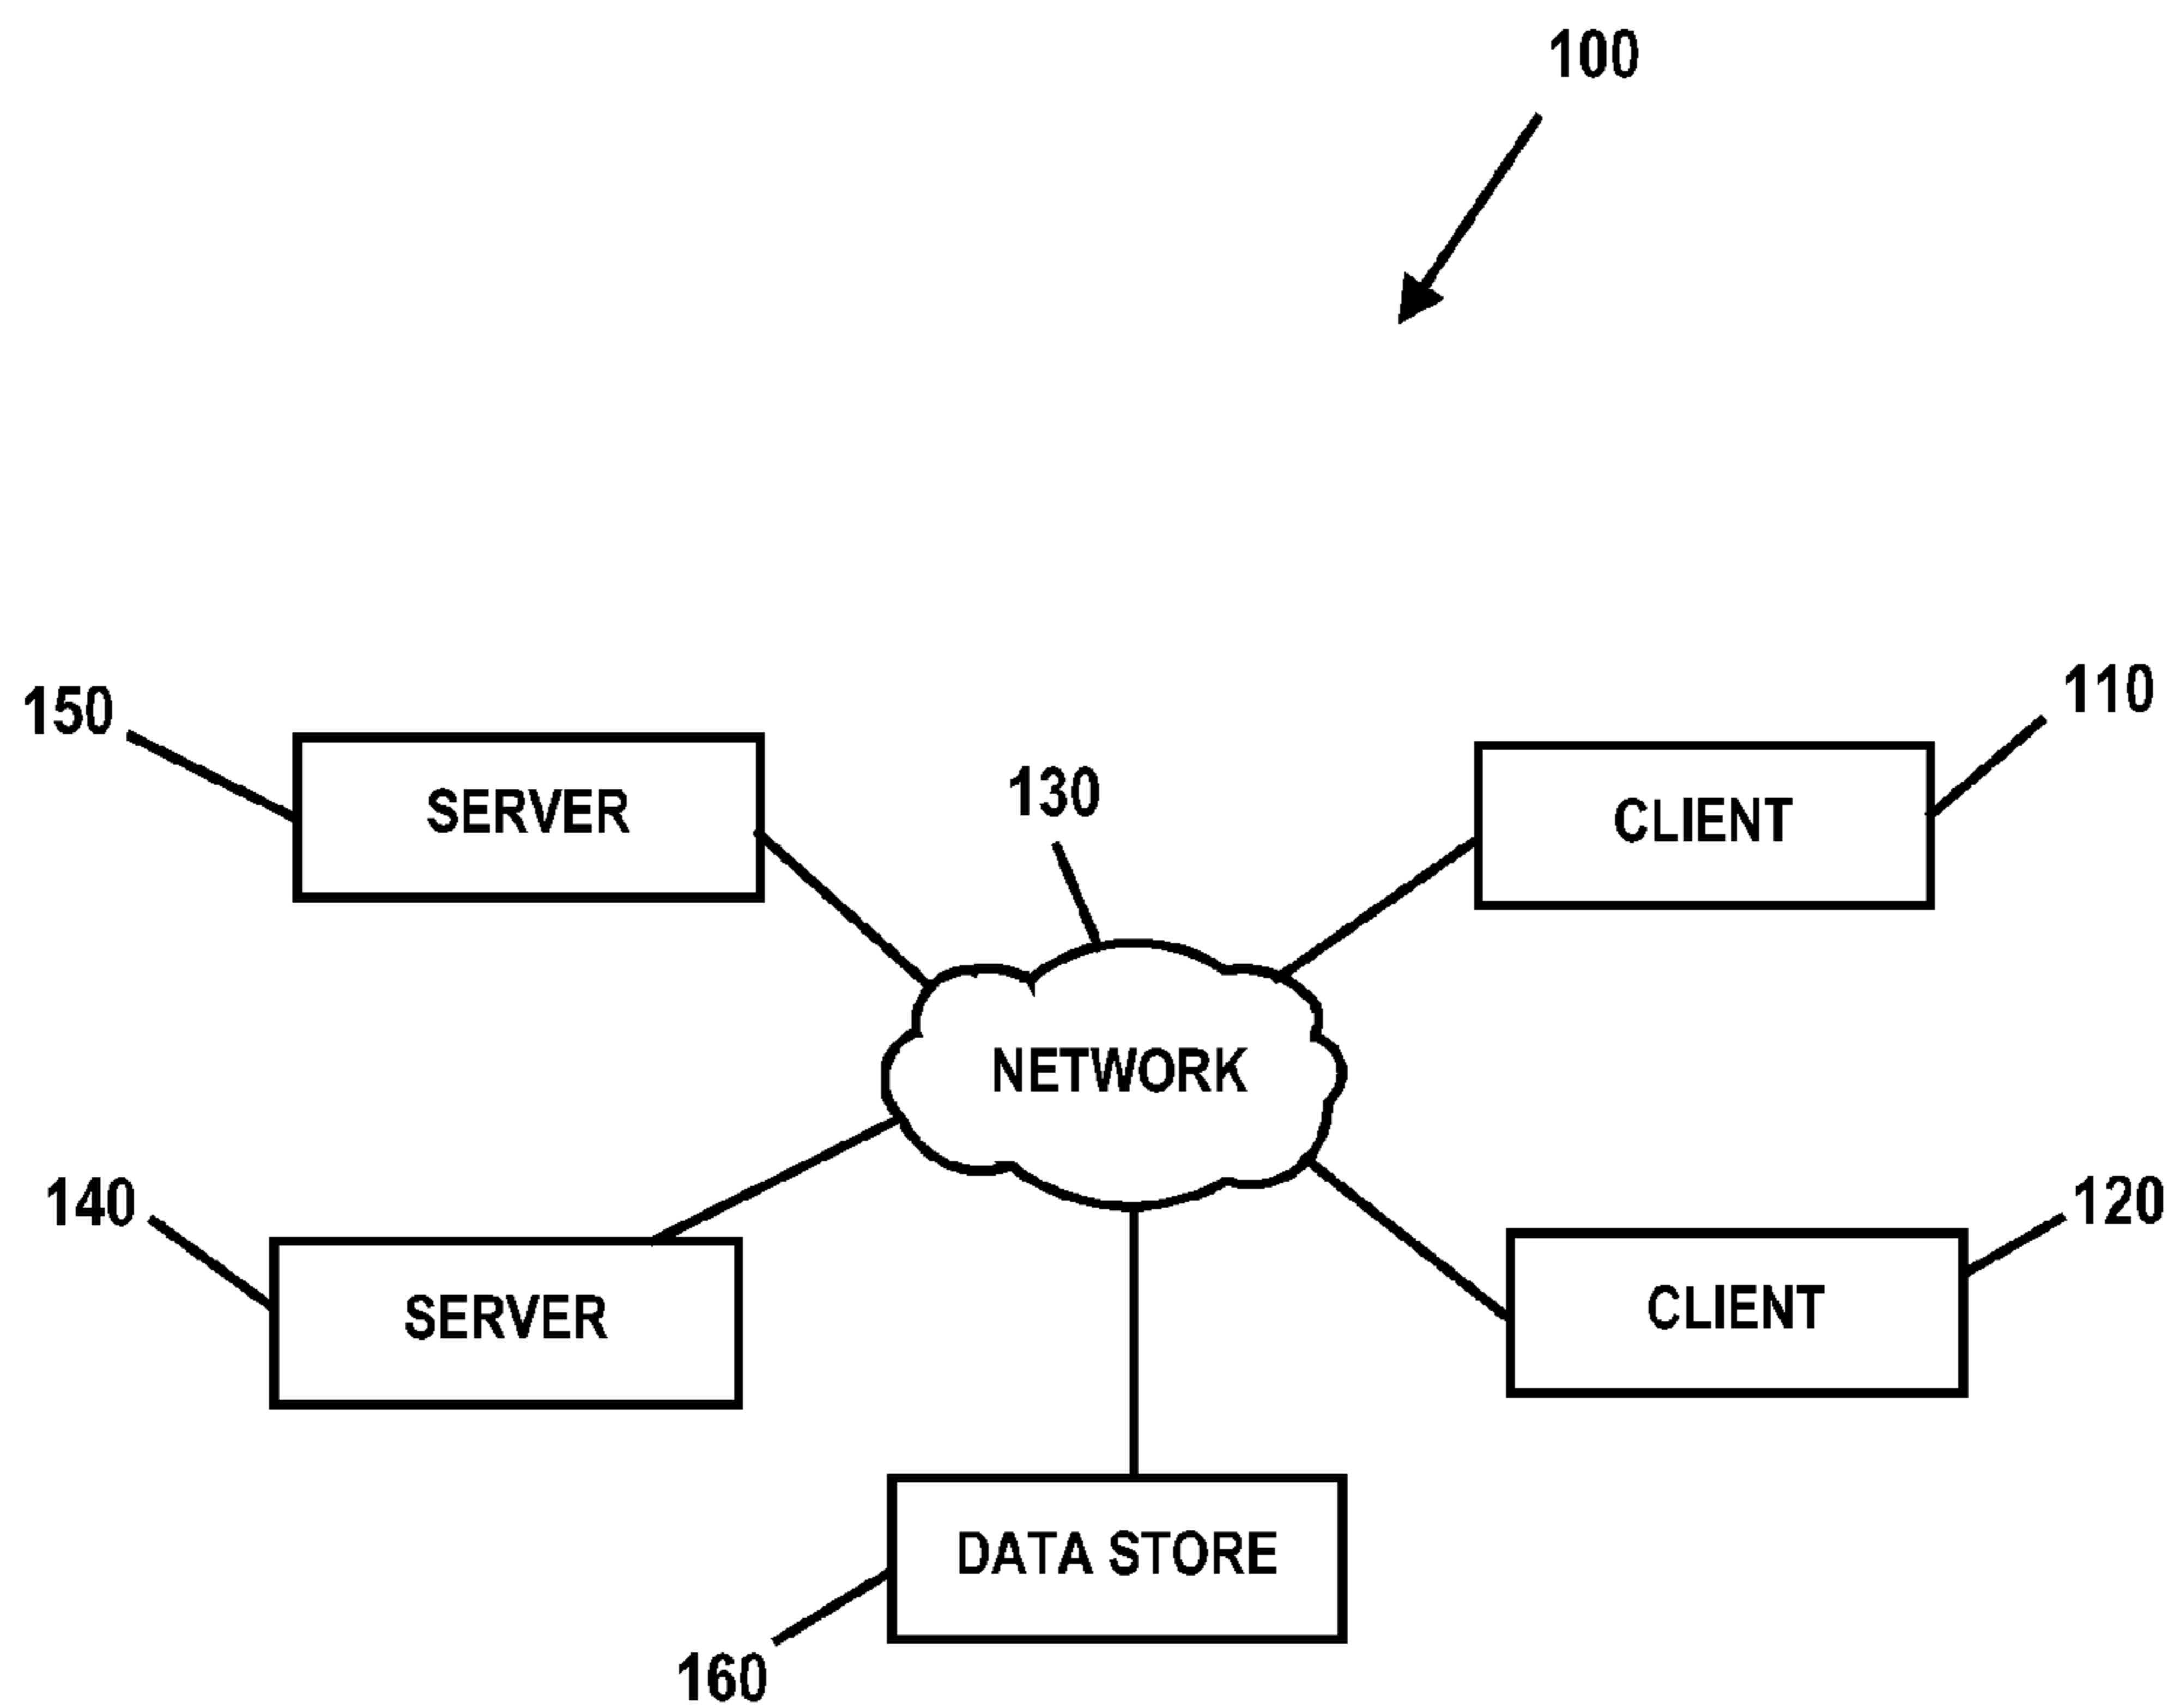 100
150
110
SERVER
130
CLIENT
NETWORK
140
120
SERVER
CLIENT
DATA STORE
160